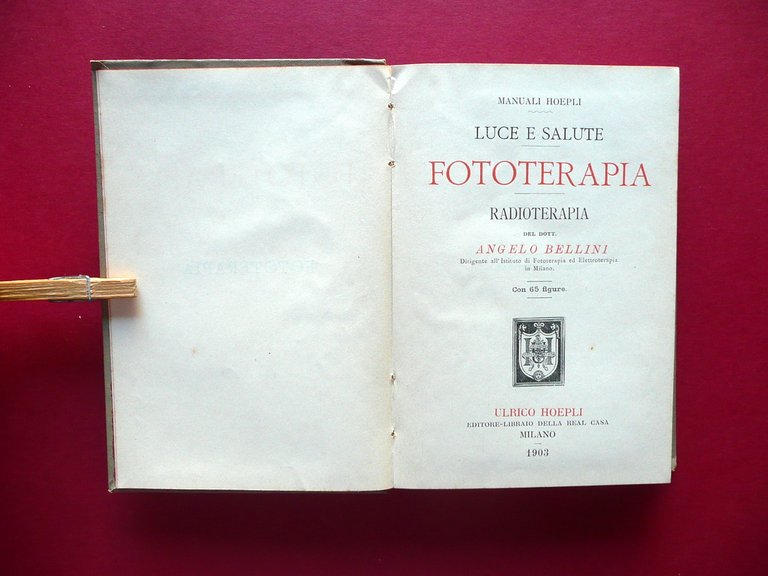 MANUALI HOEPLI
LUCE E SALUTE
FOTOTERAPIA
RADIOTERAPIA
DEL DOTT.
ANGELO BELLINI
Dirigente all'Istituto di Fototerapia ed Elettroterapia
in Milano.
Con 65 figure.
ULRICO HOEPLI
EDITORE-LIBRAIO DELLA REAL CASA
MILANO
1903